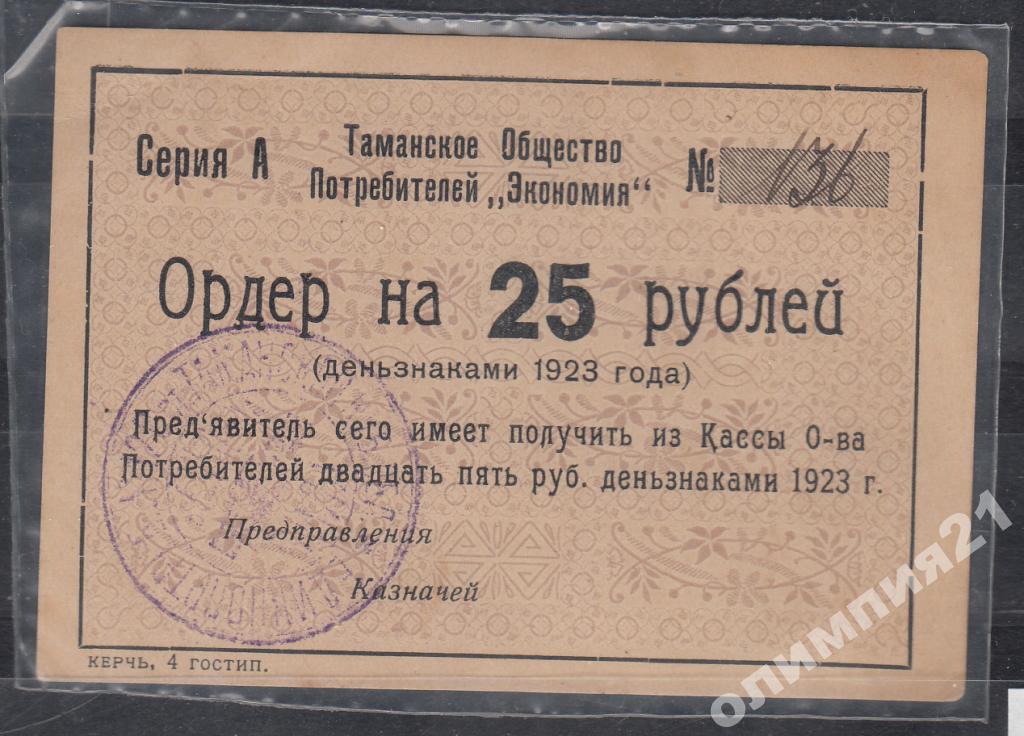 Серия А
Таманское Общество
Потребителей „Экономия"
№ 136
Ордер на 25 рублей
(деньзнаками 1923 года)
Пред'явитель сего имеет получить из Кассы О-ва
Потребителей двадцать пять руб. деньзнаками 1923 г.
Предправления
Казначей
КЕРЧЬ, 4 ГОСТИП.
олимпия21